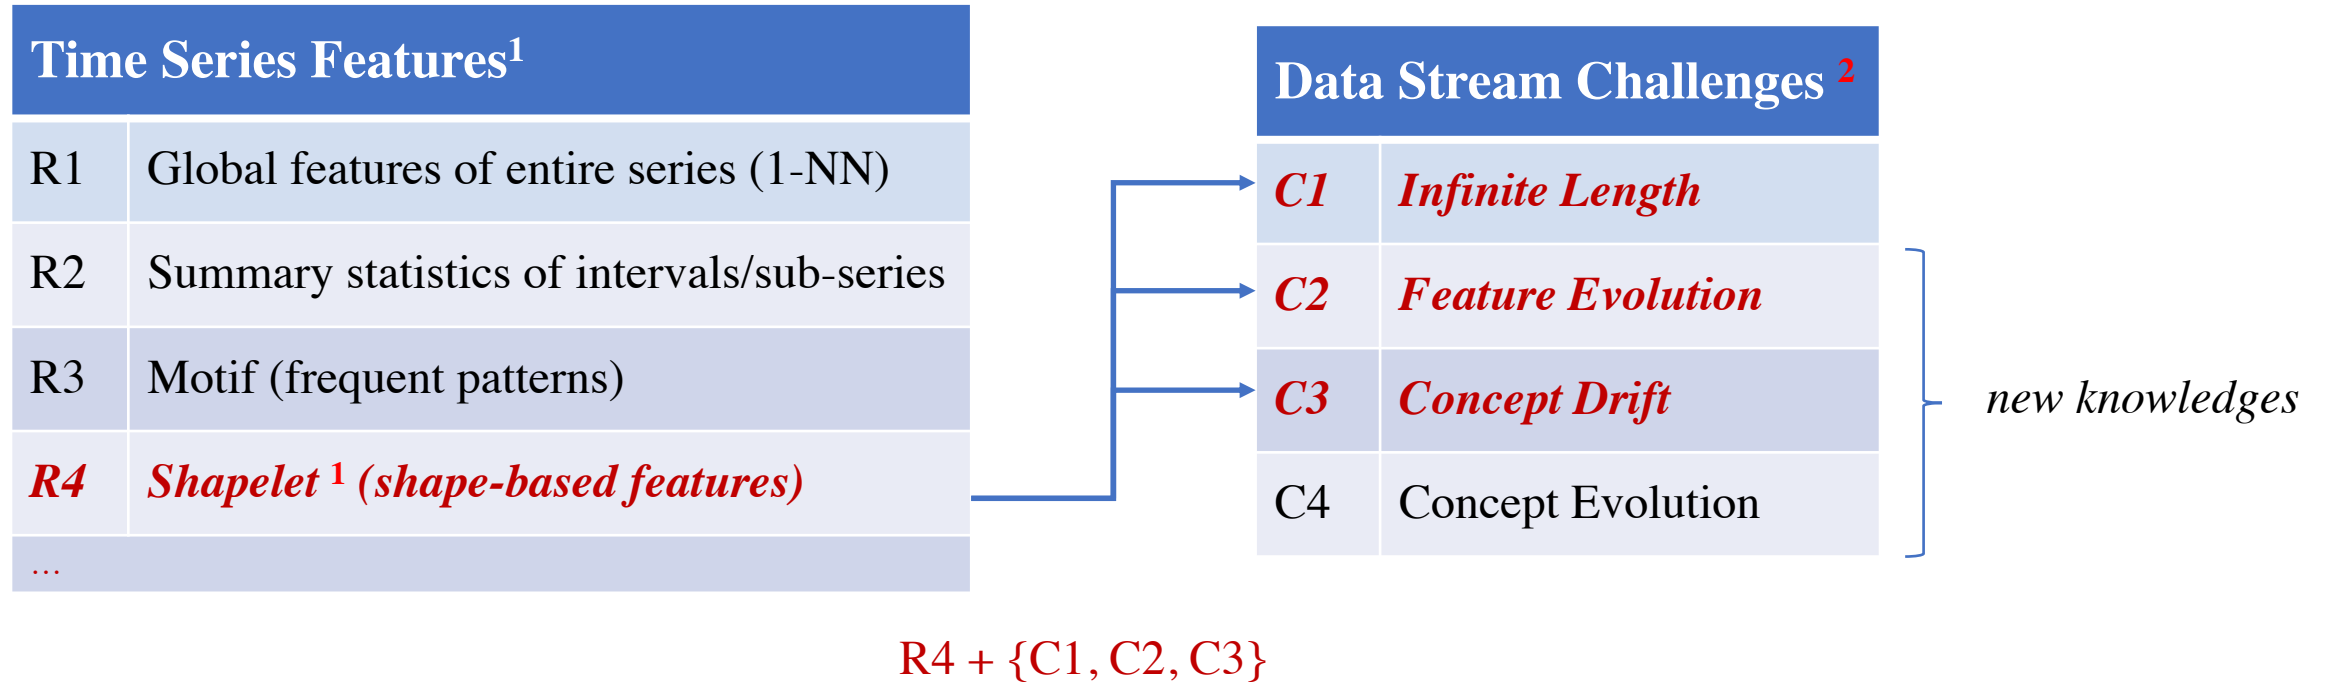 Time Series Features1
R1 Global features of entire series (1-NN)
R2 Summary statistics of intervals/sub-series
R3 Motif (frequent patterns)
R4 Shapelet 1 (shape-based features)
...
Data Stream Challenges 2
C1 Infinite Length
C2 Feature Evolution
C3 Concept Drift
C4 Concept Evolution
new knowledges
R4 + {C1, C2, C3}